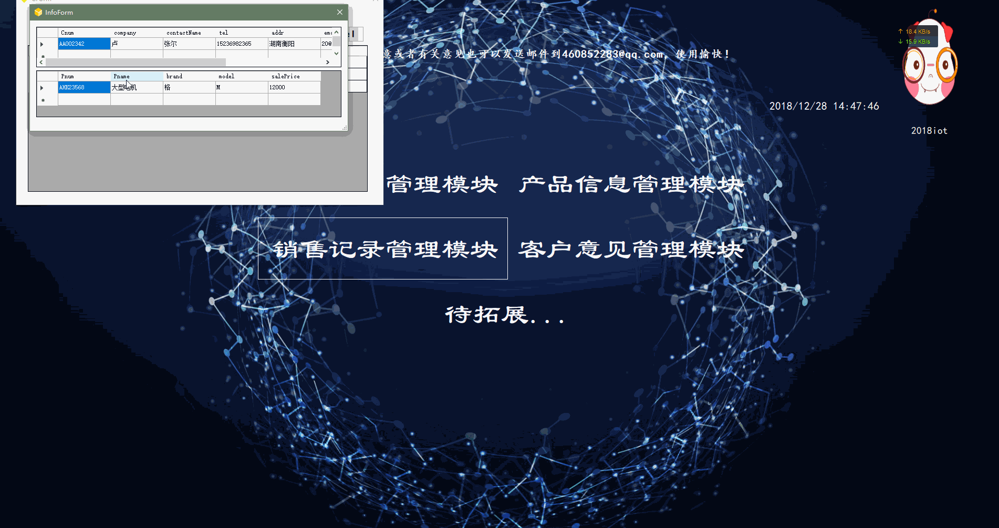 InfoForm
Cnum company contactName tel addr ema
AA002342 卢 张尔 15236982365 湖南衡阳 20@
Pnum Pname brand model salePrice
AHK23568 大型电机 格 M 12000
意或者有关意见也可以发送邮件到460852283@qq.com, 使用愉快!
↑ 18.4 KB/s
↓ 15.9 KB/s
2018/12/28 14:47:46
2018iot
管理模块 产品信息管理模块
销售记录管理模块 客户意见管理模块
待拓展...